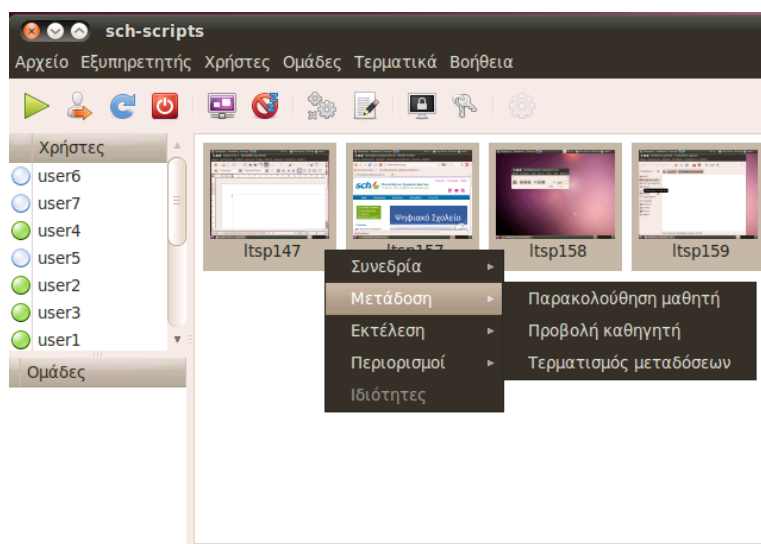 sch-scripts
Αρχείο Εξυπηρετητής Χρήστες Ομάδες Τερματικά Βοήθεια
Χρήστες
user6
user7
user4
user5
user2
user3
user1
Ομάδες
sch
Ψηφιακό Σχολείο
ltsp147
ltsp157
ltsp158
ltsp159
Συνεδρία
Μετάδοση
Εκτέλεση
Περιορισμοί
Ιδιότητες
Παρακολούθηση μαθητή
Προβολή καθηγητή
Τερματισμός μεταδόσεων